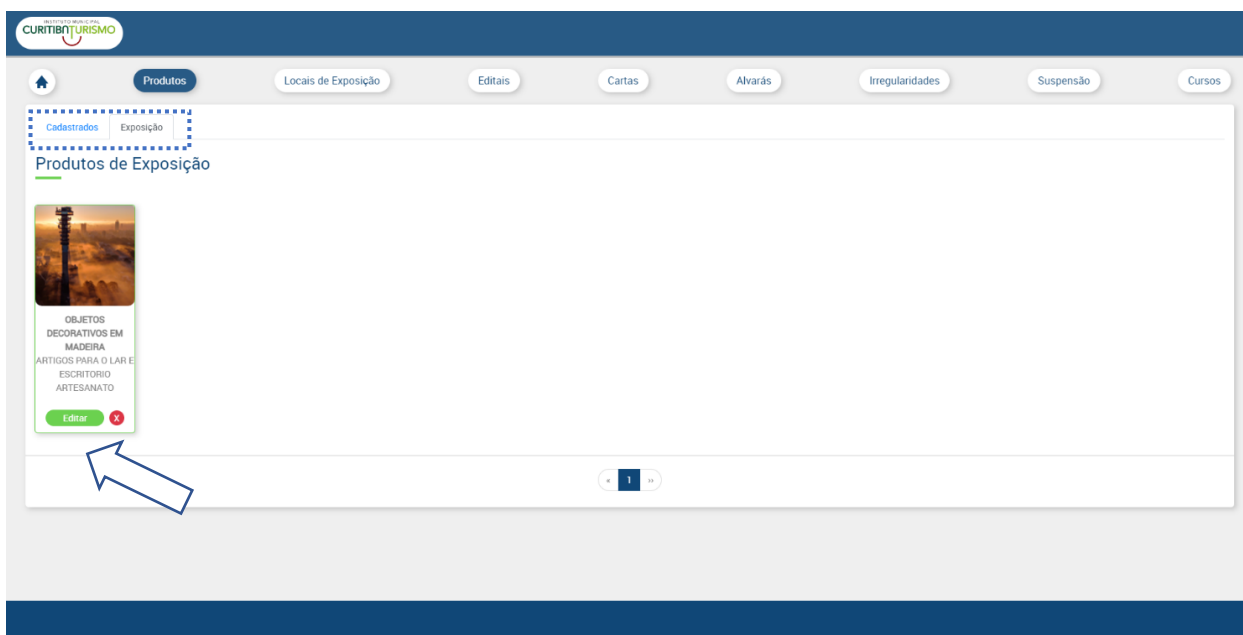 INSTITUTO MUNICIPAL
CURITIBA TURISMO
Produtos
Locais de Exposição
Editais
Cartas
Alvarás
Irregularidades
Suspensão
Cursos
Cadastrados
Exposição
Produtos de Exposição
OBJETOS
DECORATIVOS EM
MADEIRA
ARTIGOS PARA O LAR E
ESCRITORIO
ARTESANATO
Editar X
« 1 »